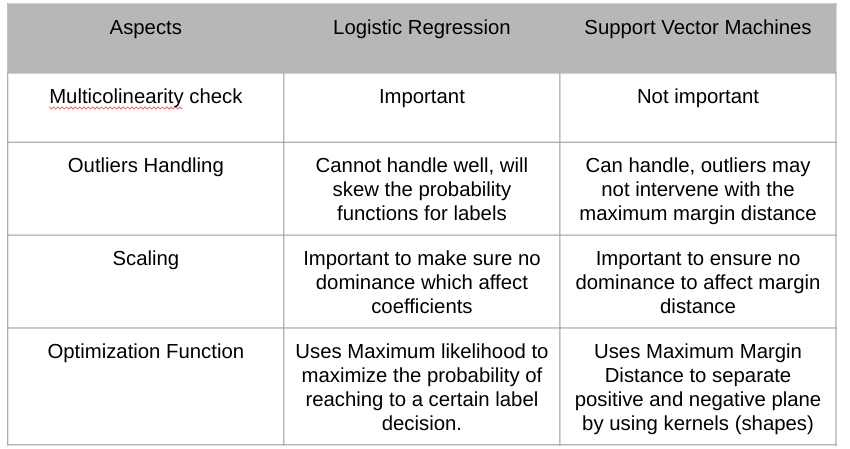 Aspects
Logistic Regression
Support Vector Machines
Multicolinearity check
Important
Not important
Outliers Handling
Cannot handle well, will
skew the probability
functions for labels
Can handle, outliers may
not intervene with the
maximum margin distance
Scaling
Important to make sure no
dominance which affect
coefficients
Important to ensure no
dominance to affect margin
distance
Optimization Function
Uses Maximum likelihood to
maximize the probability of
reaching to a certain label
decision.
Uses Maximum Margin
Distance to separate
positive and negative plane
by using kernels (shapes)